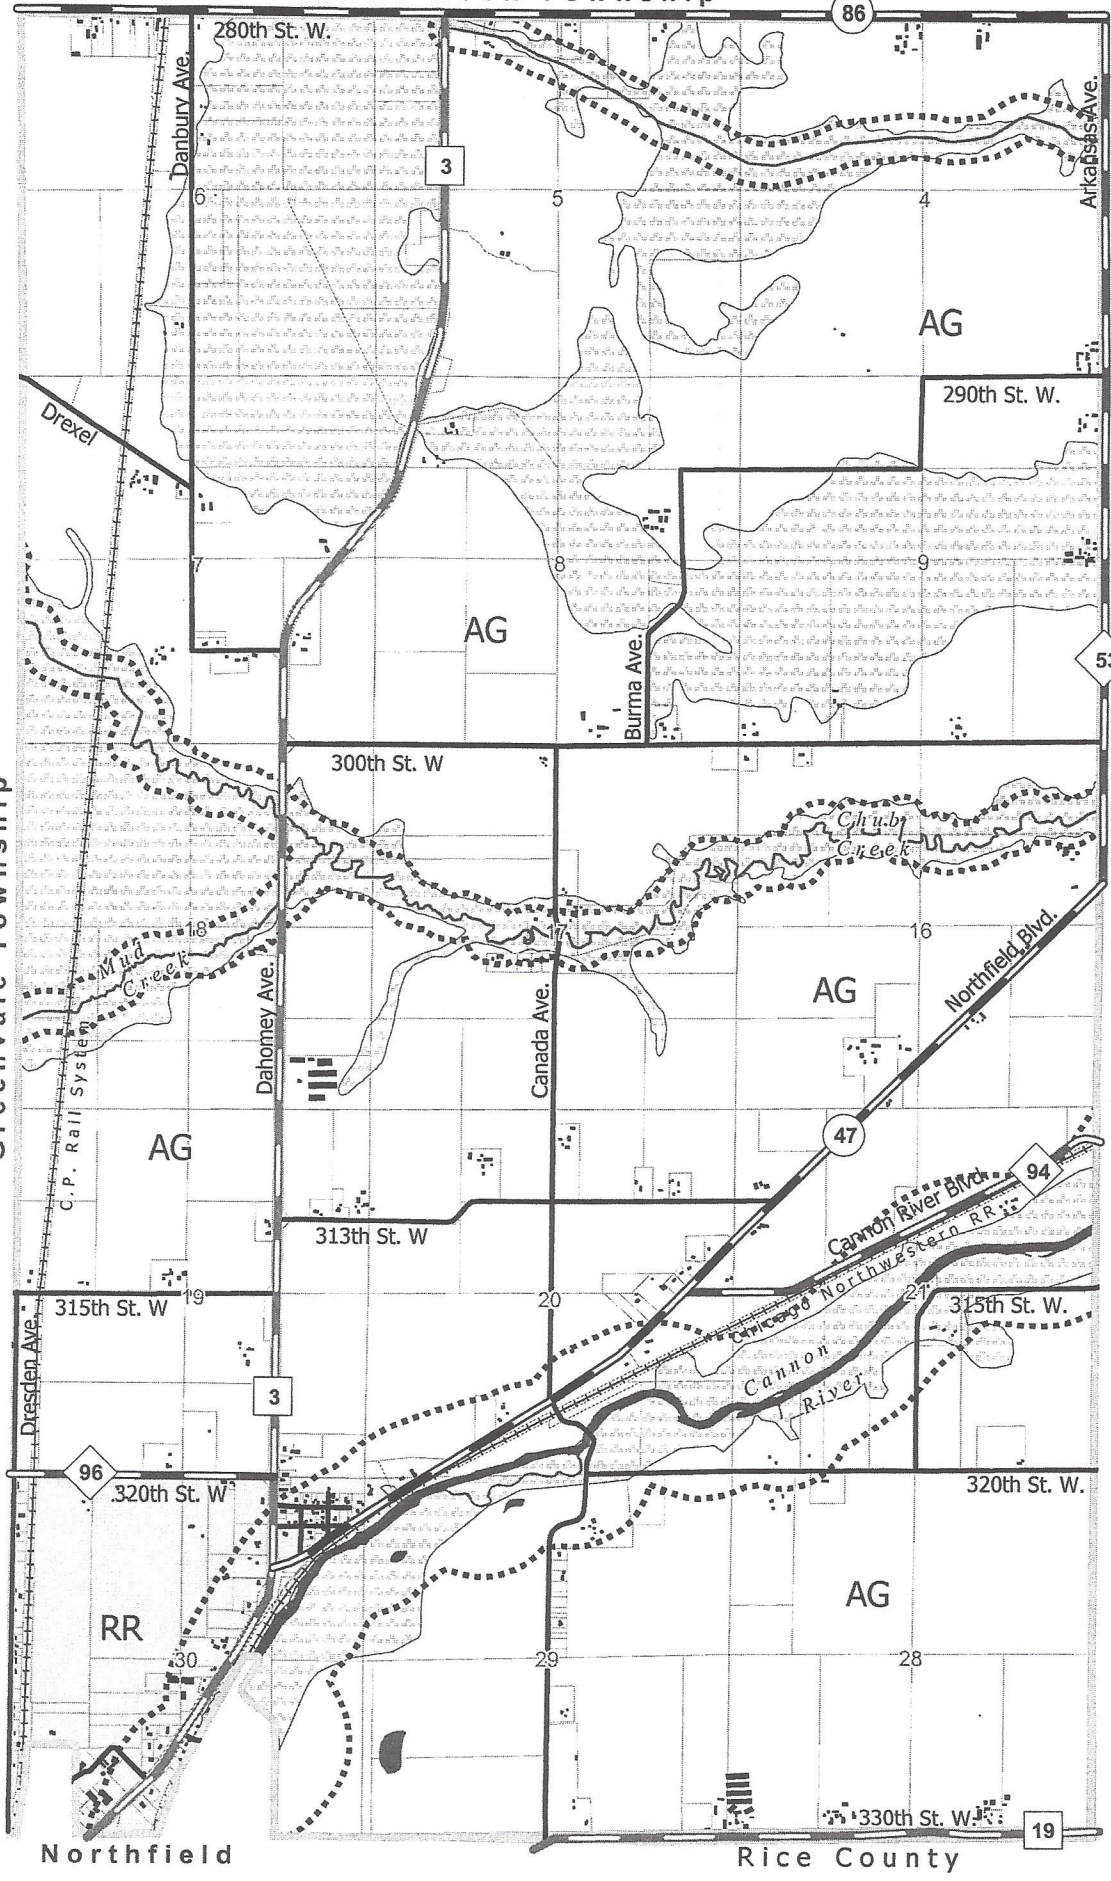 86
280th St. W.
Danbury Ave.
3
Arkansas Ave.
6
5
4
AG
290th St. W.
Drexel
7
8
9
AG
Burma Ave.
53
300th St. W
Chub
Creek
18
17
16
Mud
Creek
Northfield Blvd.
AG
Dahomey Ave.
Canada Ave.
C.P. Rail System
AG
47
94
Cannon River Blvd.
313th St. W
Chicago Northwestern RR
315th St. W
19
20
21
315th St. W.
Dresden Ave.
Cannon
River
3
96
320th St. W
320th St. W.
AG
RR
30
29
28
330th St. W.
19
Northfield
Rice County